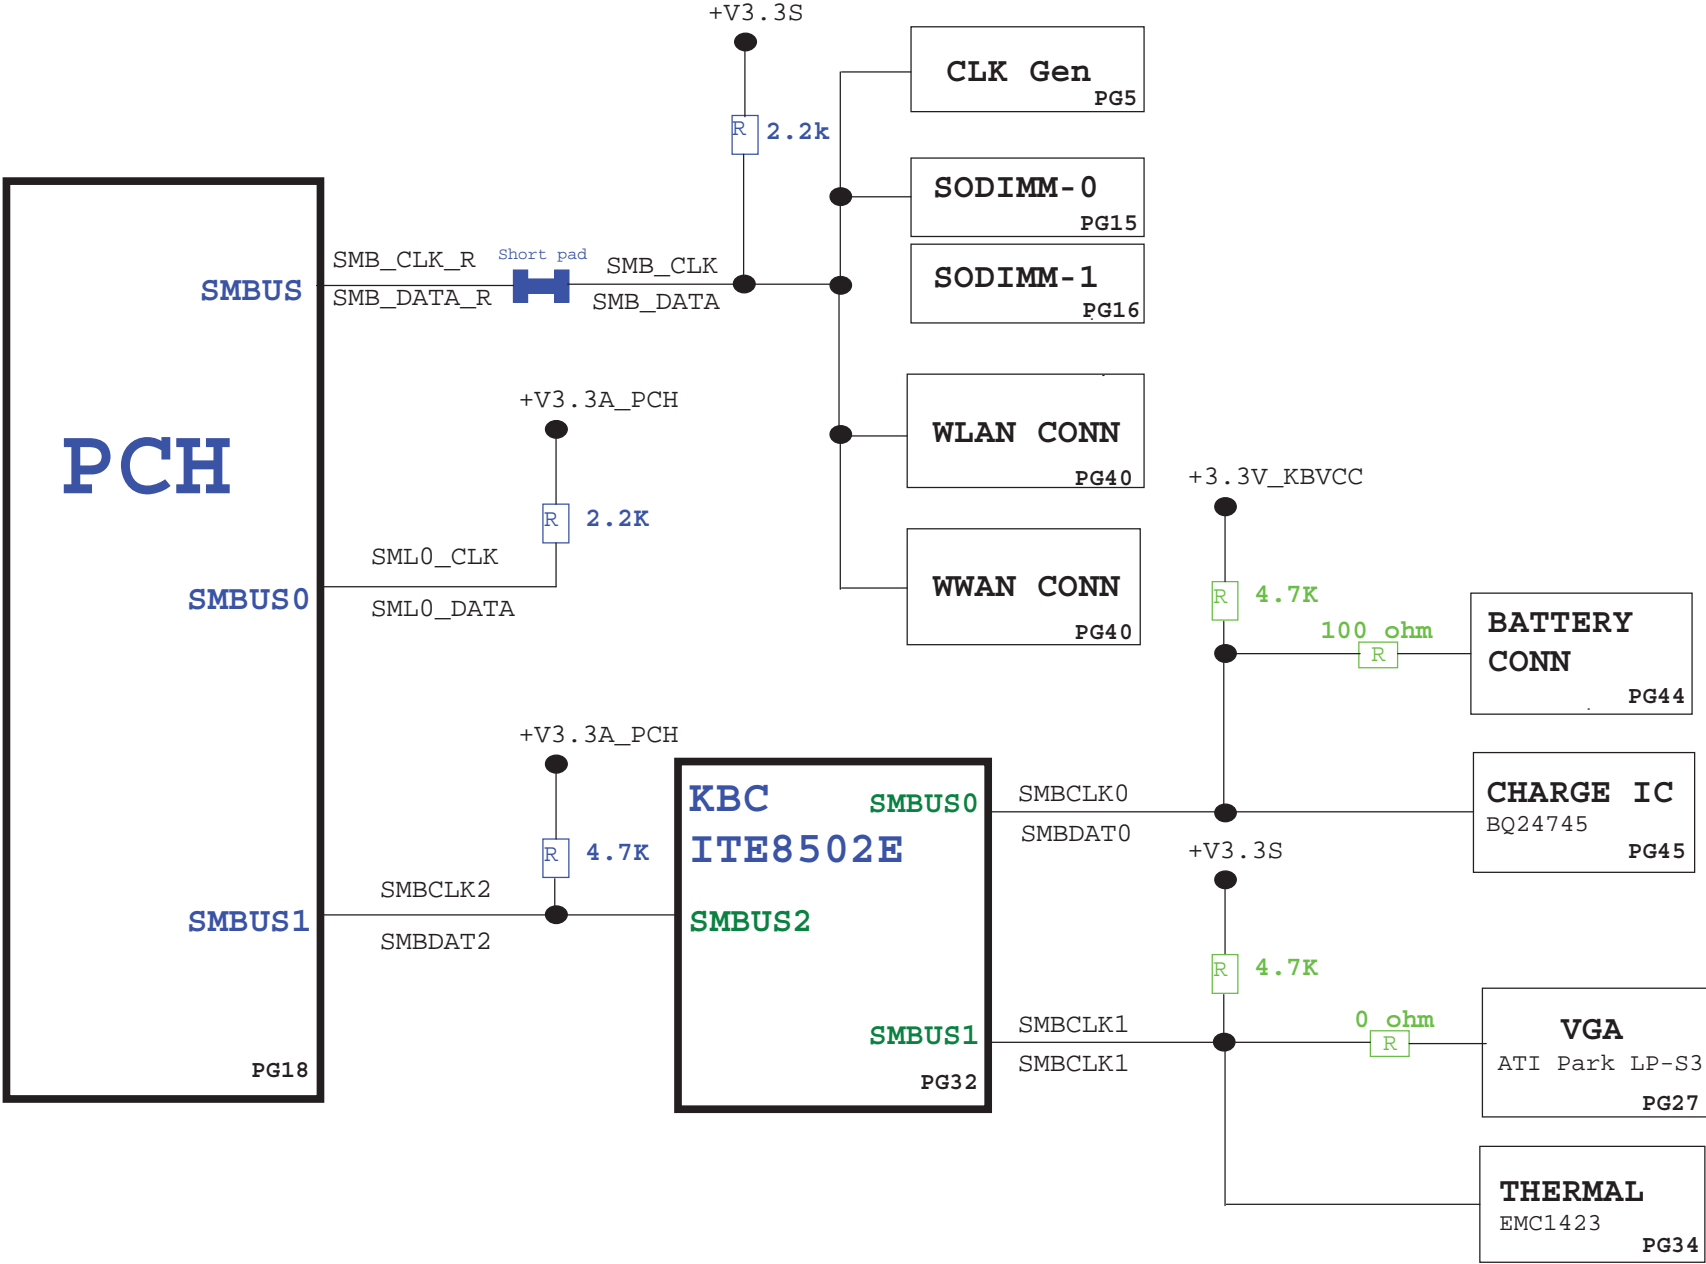 +V3.3S
R 2.2k
CLK Gen
PG5
SODIMM-0
PG15
SODIMM-1
PG16
WLAN CONN
PG40
WWAN CONN
PG40
PCH
SMBUS
SMB_CLK_R
SMB_DATA_R
Short pad
SMB_CLK
SMB_DATA
+V3.3A_PCH
R 2.2K
SMBUS0
SML0_CLK
SML0_DATA
+V3.3A_PCH
R 4.7K
SMBUS1
SMBCLK2
SMBDAT2
PG18
KBC
ITE8502E
SMBUS0
SMBUS2
SMBUS1
PG32
SMBCLK0
SMBDAT0
+3.3V_KBVCC
R 4.7K
100 ohm
R
BATTERY
CONN
PG44
CHARGE IC
BQ24745
PG45
+V3.3S
R 4.7K
SMBCLK1
SMBCLK1
0 ohm
R
VGA
ATI Park LP-S3
PG27
THERMAL
EMC1423
PG34